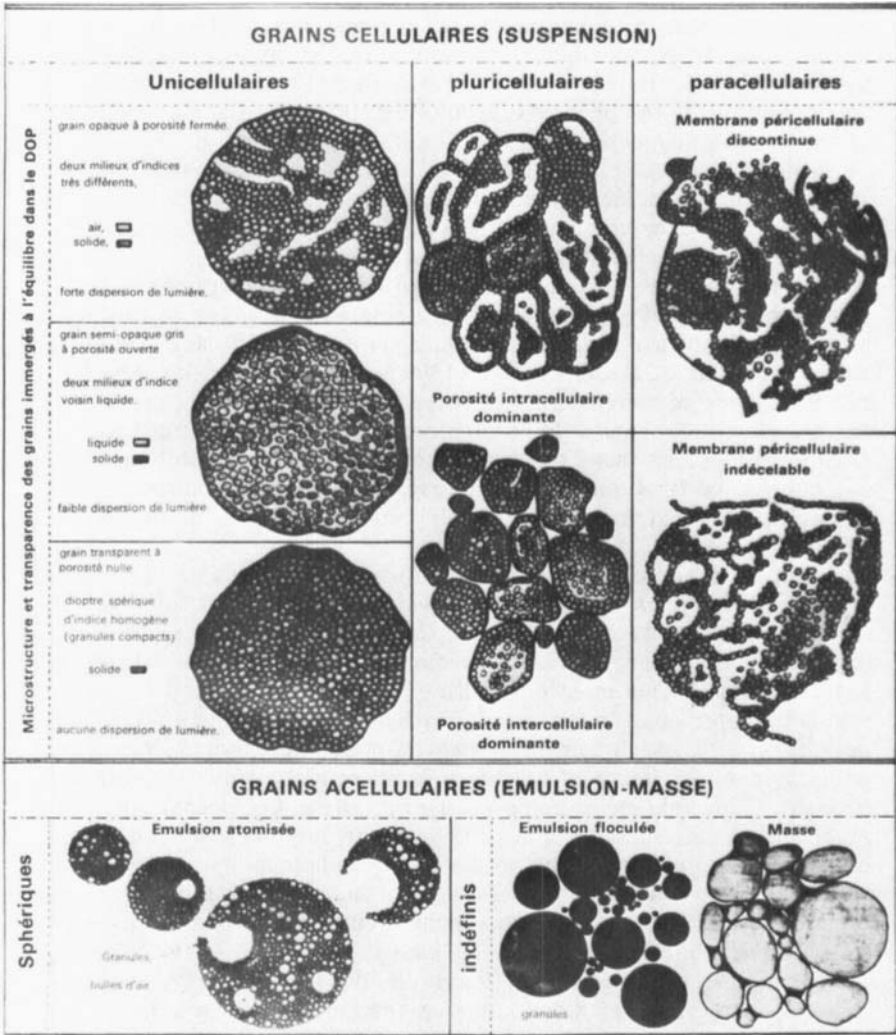 GRAINS CELLULAIRES (SUSPENSION)
Unicellulaires
pluricellulaires
paracellulaires
Microstructure et transparence des grains immergés à l'équilibre dans le DOP
grain opaque à porosité fermée.
deux milieux d'indices
très différents,
air,
solide,
forte dispersion de lumière.
grain semi-opaque gris
à porosité ouverte
deux milieux d'indice
voisin liquide.
liquide
solide
faible dispersion de lumière
grain transparent à
porosité nulle
dioptre spérique
d'indice homogène
(granules compacts)
solide
aucune dispersion de lumière.
Porosité intracellulaire
dominante
Porosité intercellulaire
dominante
Membrane péricellulaire
discontinue
Membrane péricellulaire
indécelable
GRAINS ACELLULAIRES (EMULSION-MASSE)
Sphériques
Emulsion atomisée
Granules,
bulles d'air
indéfinis
Emulsion floculée
granules
Masse